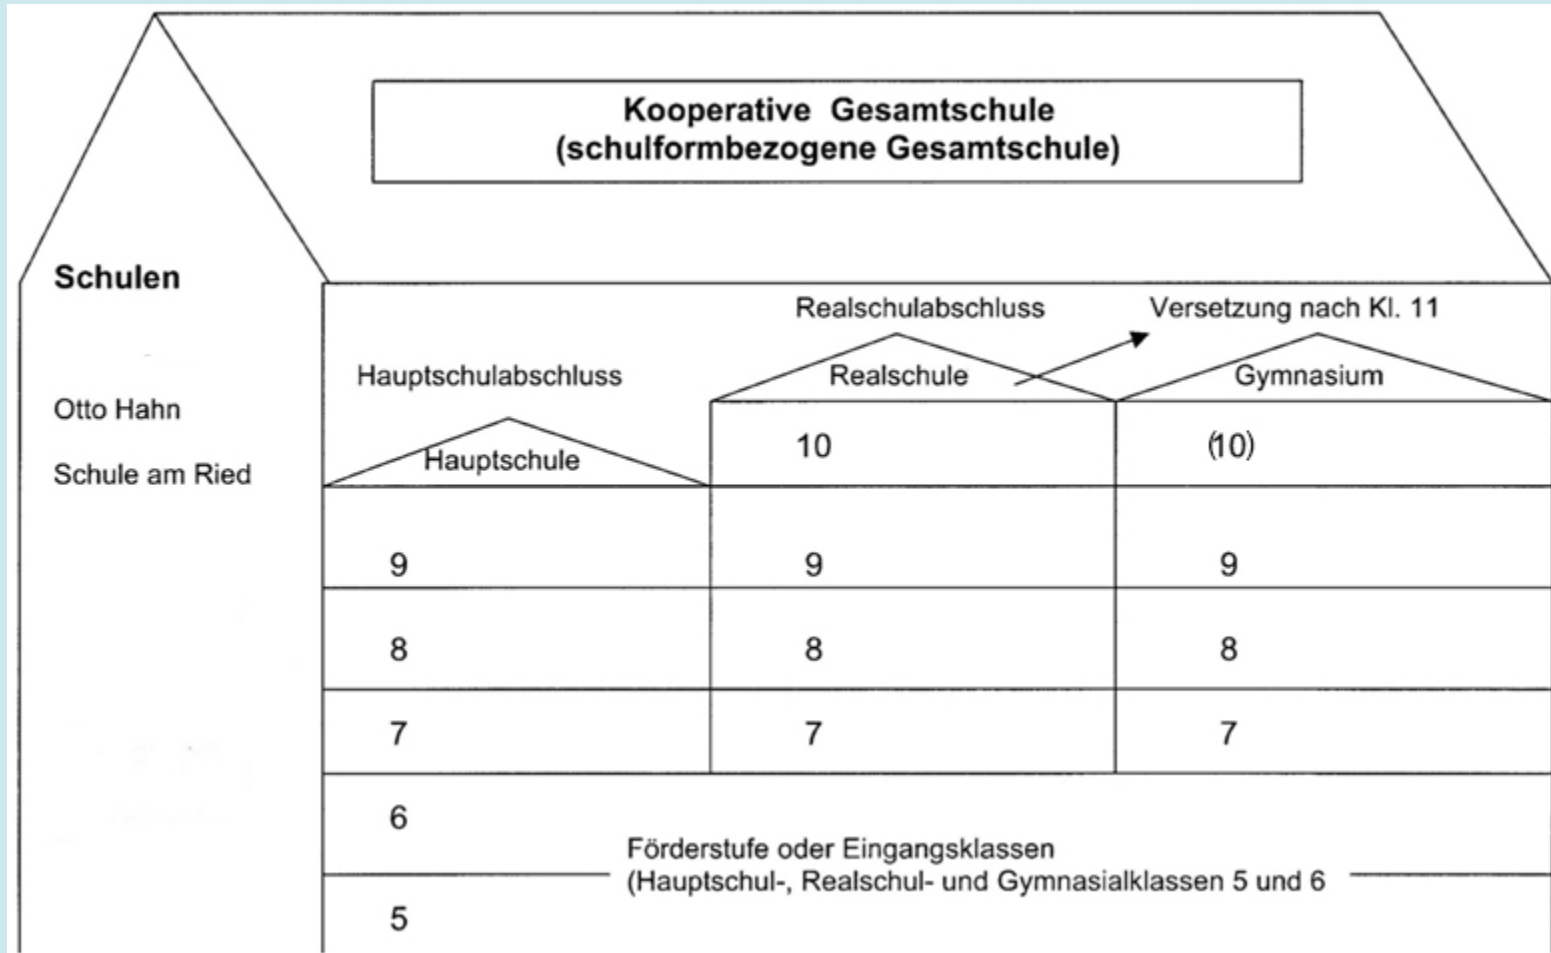 Kooperative Gesamtschule
(schulformbezogene Gesamtschule)
Schulen
Otto Hahn
Schule am Ried
Realschulabschluss
Versetzung nach Kl. 11
Hauptschulabschluss
Realschule
Gymnasium
Hauptschule
10
(10)
9
9
9
8
8
8
7
7
7
6
Förderstufe oder Eingangsklassen
(Hauptschul-, Realschul- und Gymnasialklassen 5 und 6
5